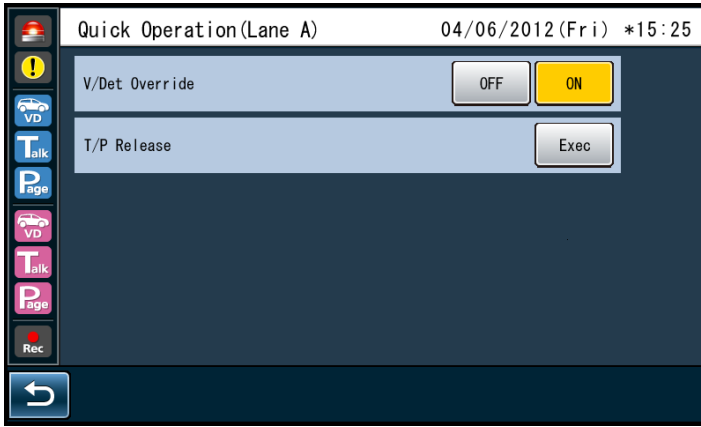 Quick Operation(Lane A) 04/06/2012(Fri) *15:25
!
V/Det Override OFF ON
VD
Talk
T/P Release Exec
Page
VD
Talk
Page
Rec